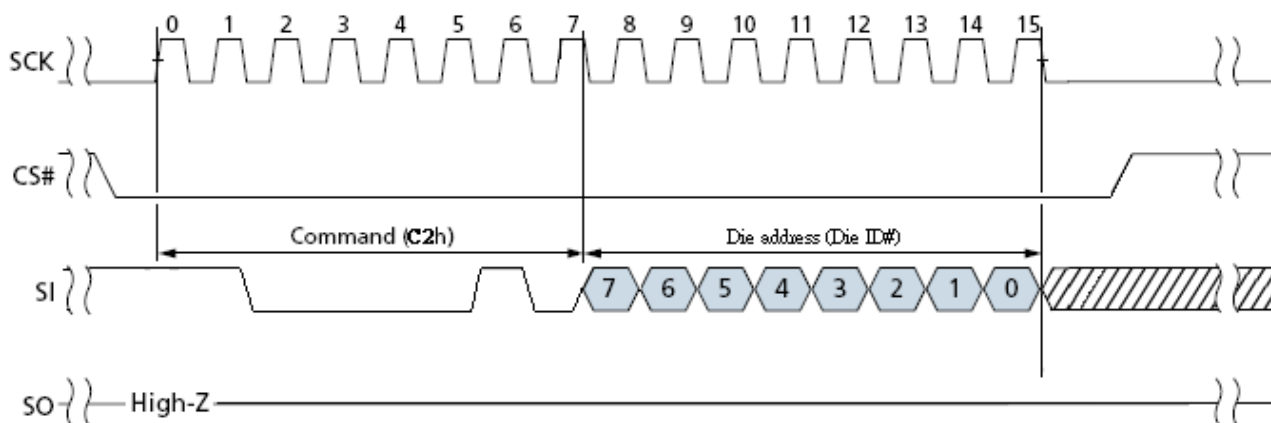 0 1 2 3 4 5 6 7 8 9 10 11 12 13 14 15
SCK
CS#
Command (C2h) Die address (Die ID#)
SI 7 6 5 4 3 2 1 0
SO High-Z